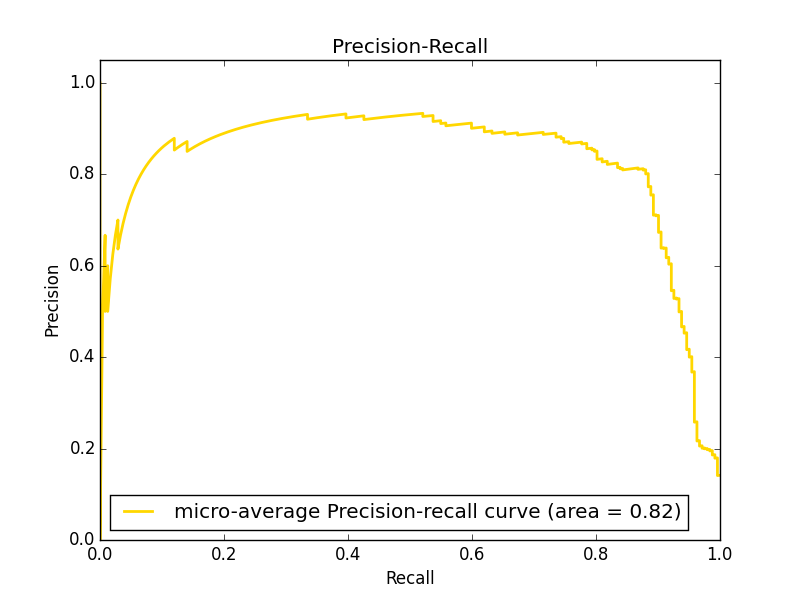 Precision-Recall
1.0
0.8
0.6
0.4
0.2
0.0
Precision
micro-average Precision-recall curve (area = 0.82)
0.0 0.2 0.4 0.6 0.8 1.0
Recall